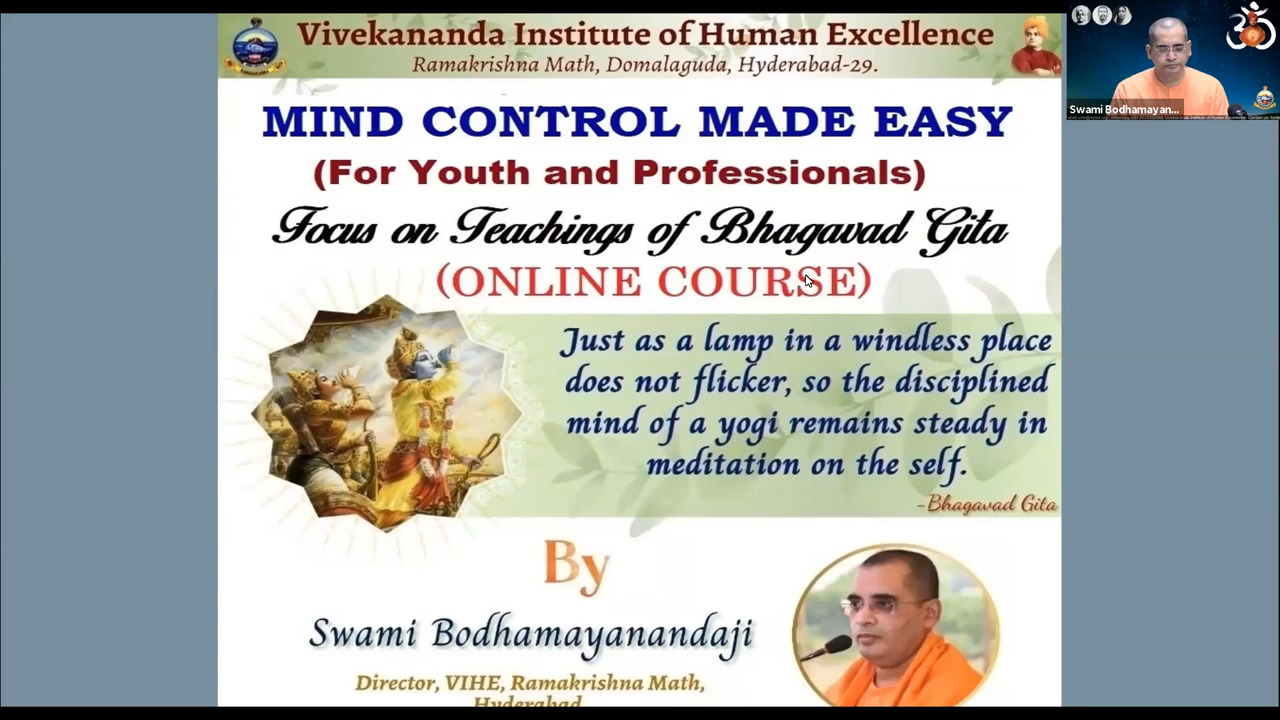 Vivekananda Institute of Human Excellence
Ramakrishna Math, Domalaguda, Hyderabad-29.
MIND CONTROL MADE EASY
(For Youth and Professionals)
Focus on Teachings of Bhagavad Gita
(ONLINE COURSE)
Just as a lamp in a windless place
does not flicker, so the disciplined
mind of a yogi remains steady in
meditation on the self.
-Bhagavad Gita
By
Swami Bodhamayanandaji
Director, VIHE, Ramakrishna Math,
Hyderabad
Swami Bodhamayan...
ॐ